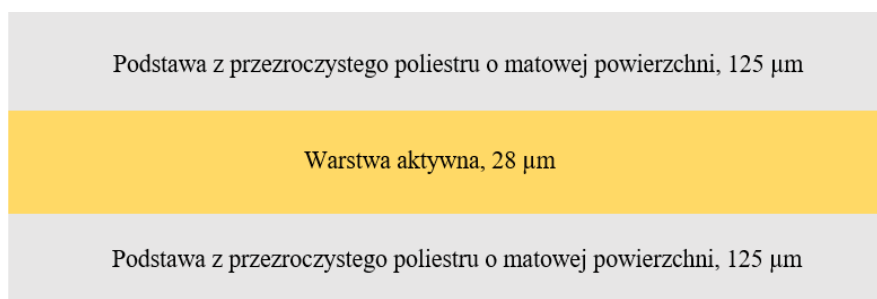 Podstawa z przezroczystego poliestru o matowej powierzchni, 125 µm
Warstwa aktywna, 28 µm
Podstawa z przezroczystego poliestru o matowej powierzchni, 125 µm